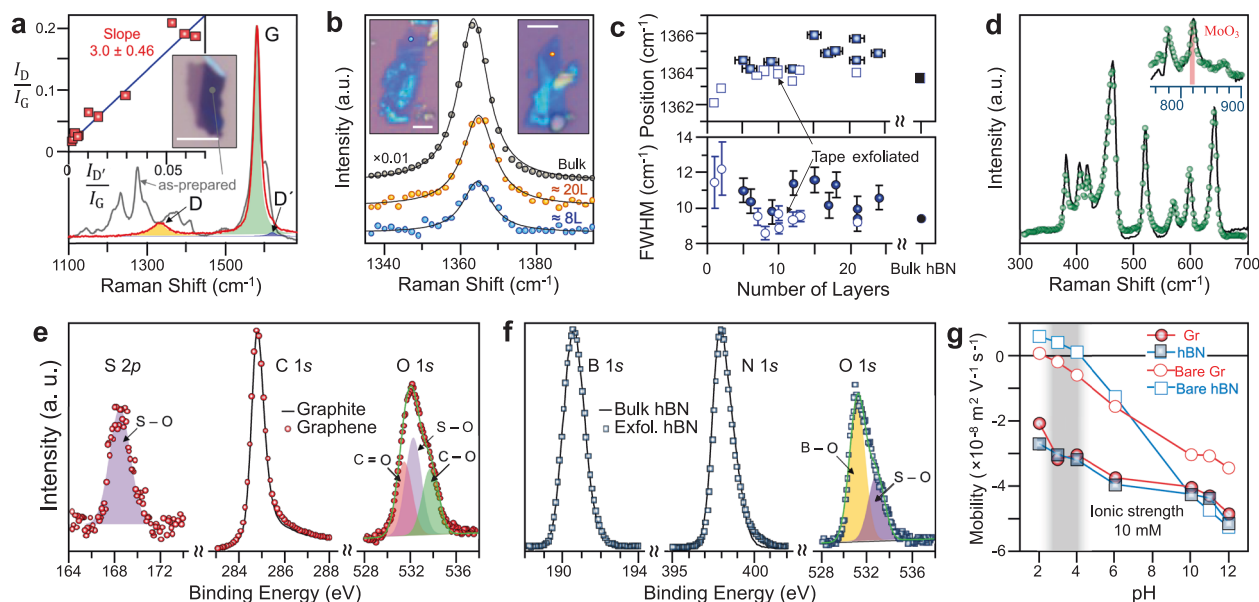 a
0.2
I_D
I_G
0.1
0
0
0.05
I_D′
I_G
Slope
3.0 ± 0.46
G
as-prepared
D
D′
1100
1300
1500
Raman Shift (cm⁻¹)
b
Intensity (a.u.)
×0.01
Bulk
≈ 20L
≈ 8L
1340
1360
1380
Raman Shift (cm⁻¹)
c
Position (cm⁻¹)
1366
1364
1362
FWHM (cm⁻¹)
14
12
10
8
Tape exfoliated
0
10
20
Bulk hBN
Number of Layers
d
Intensity (a.u.)
MoO₃
800
900
300
400
500
600
700
Raman Shift (cm⁻¹)
e
Intensity (a. u.)
S 2p
C 1s
O 1s
S – O
Graphite
Graphene
C = O
S – O
C – O
164
168
172
284
286
288
528
532
536
Binding Energy (eV)
f
B 1s
N 1s
O 1s
Bulk hBN
Exfol. hBN
B – O
S – O
190
194
395
400
528
532
536
Binding Energy (eV)
g
Mobility (×10⁻⁸ m² V⁻¹ s⁻¹)
0
-2
-4
-6
Gr
hBN
Bare Gr
Bare hBN
Ionic strength
10 mM
2
4
6
8
10
12
pH